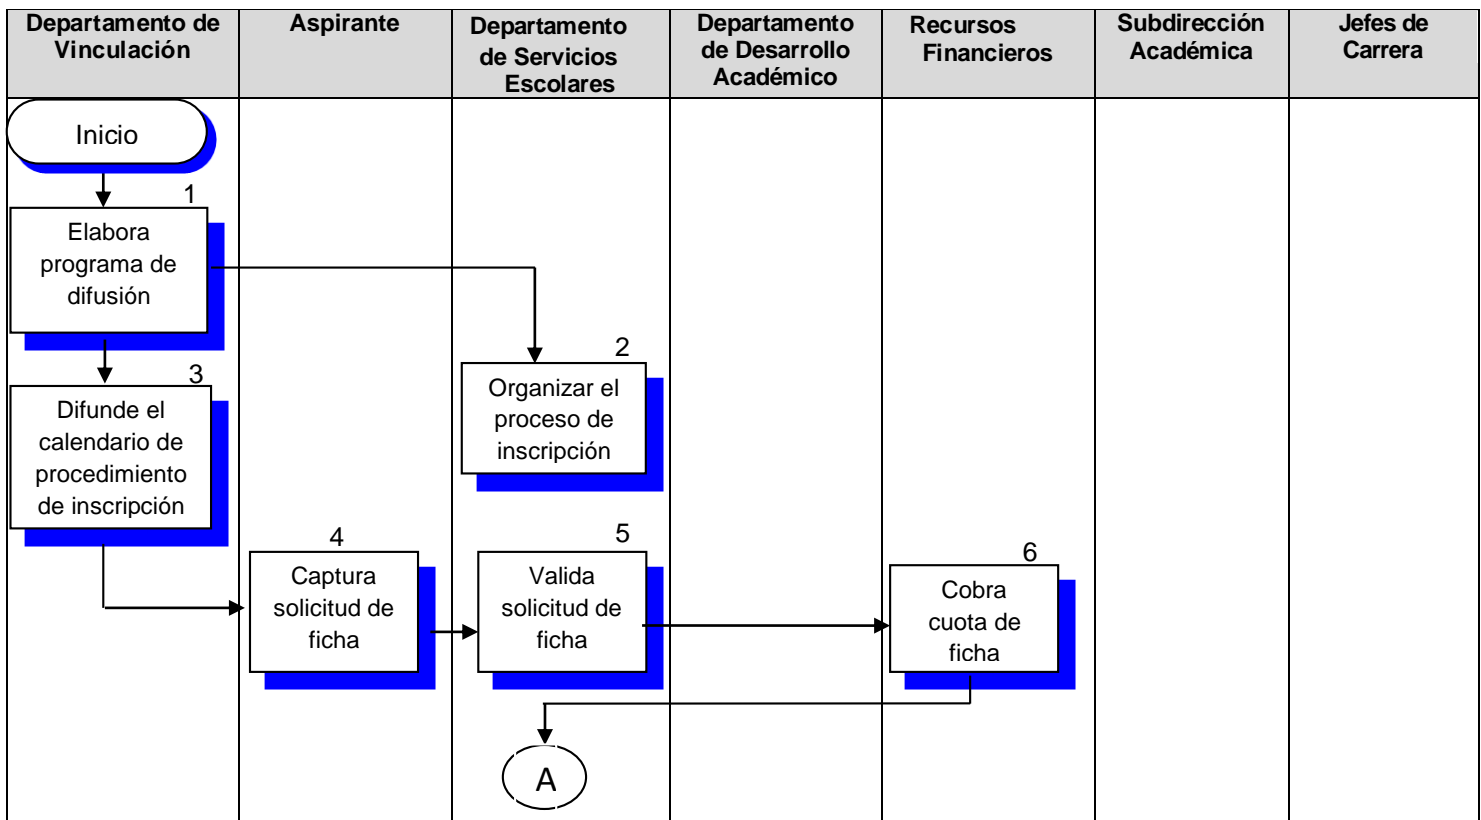 Departamento de
Vinculación
Aspirante
Departamento
de Servicios
Escolares
Departamento
de Desarrollo
Académico
Recursos
Financieros
Subdirección
Académica
Jefes de
Carrera
Inicio
1
Elabora
programa de
difusión
2
Organizar el
proceso de
inscripción
3
Difunde el
calendario de
procedimiento
de inscripción
4
Captura
solicitud de
ficha
5
Valida
solicitud de
ficha
6
Cobra
cuota de
ficha
A